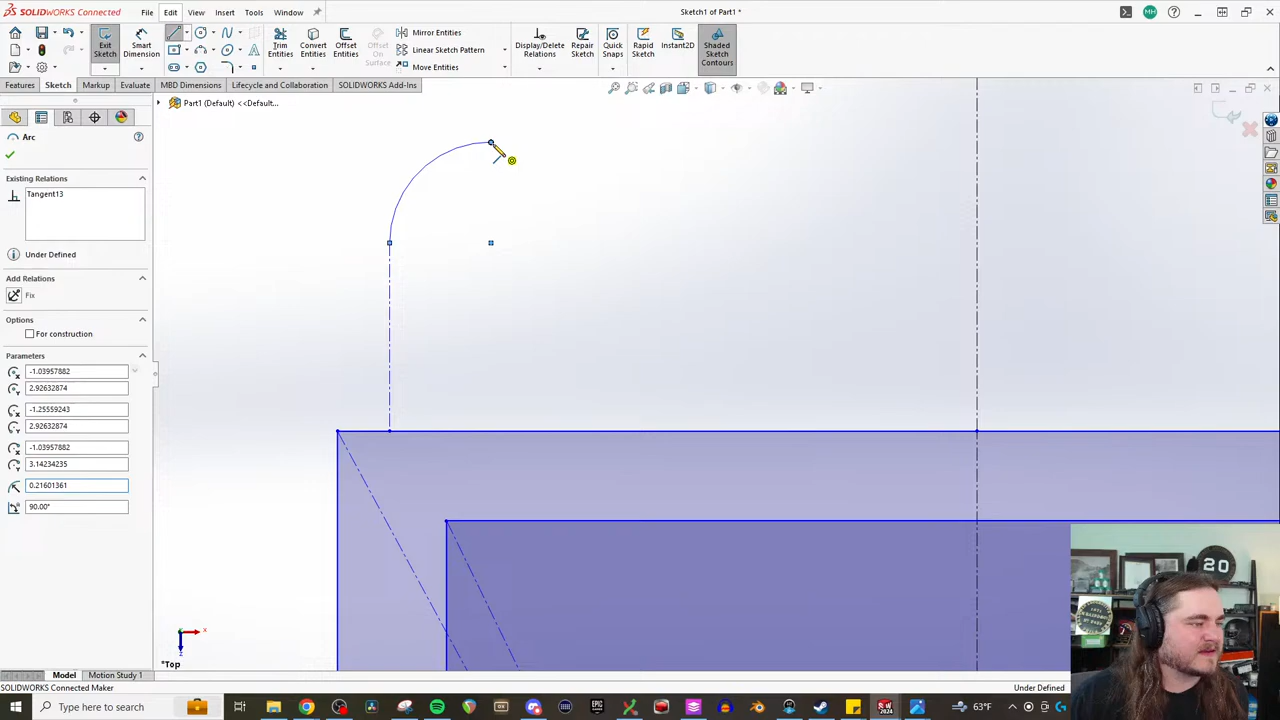 SOLIDWORKS Connected
File Edit View Insert Tools Window
Sketch1 of Part1 *
MH
Exit Sketch
Smart Dimension
Trim Entities
Convert Entities
Offset Entities
Offset On Surface
Mirror Entities
Linear Sketch Pattern
Move Entities
Display/Delete Relations
Repair Sketch
Quick Snaps
Rapid Sketch
Instant2D
Shaded Sketch Contours
Features Sketch Markup Evaluate MBD Dimensions Lifecycle and Collaboration SOLIDWORKS Add-Ins
Part1 (Default) <<Default...
Arc
Existing Relations
Tangent13
Under Defined
Add Relations
Fix
Options
For construction
Parameters
-1.03957882
2.92632874
-1.25559243
2.92632874
-1.03957882
3.14234235
0.21601361
90.00°
20
x
z
*Top
Model Motion Study 1
SOLIDWORKS Connected Maker
Under Defined
Type here to search
63°F